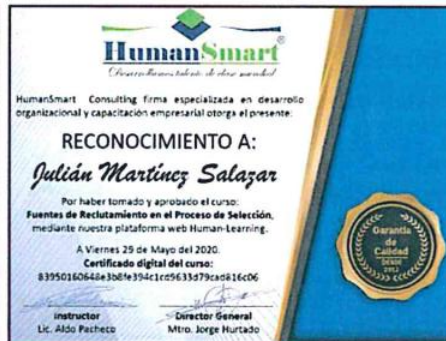 HumanSmart®
Desarrollamos talento de clase mundial
HumanSmart Consulting firma especializada en desarrollo
organizacional y capacitación empresarial otorga el presente:
RECONOCIMIENTO A:
Julián Martínez Salazar
Por haber tomado y aprobado el curso:
Fuentes de Reclutamiento en el Proceso de Selección,
mediante nuestra plataforma web Human-Learning.
A Viernes 29 de Mayo del 2020.
Certificado digital del curso:
Garantía
de
Calidad
DESDE
Instructor
Lic. Aldo Pacheco
Director General
Mtro. Jorge Hurtado